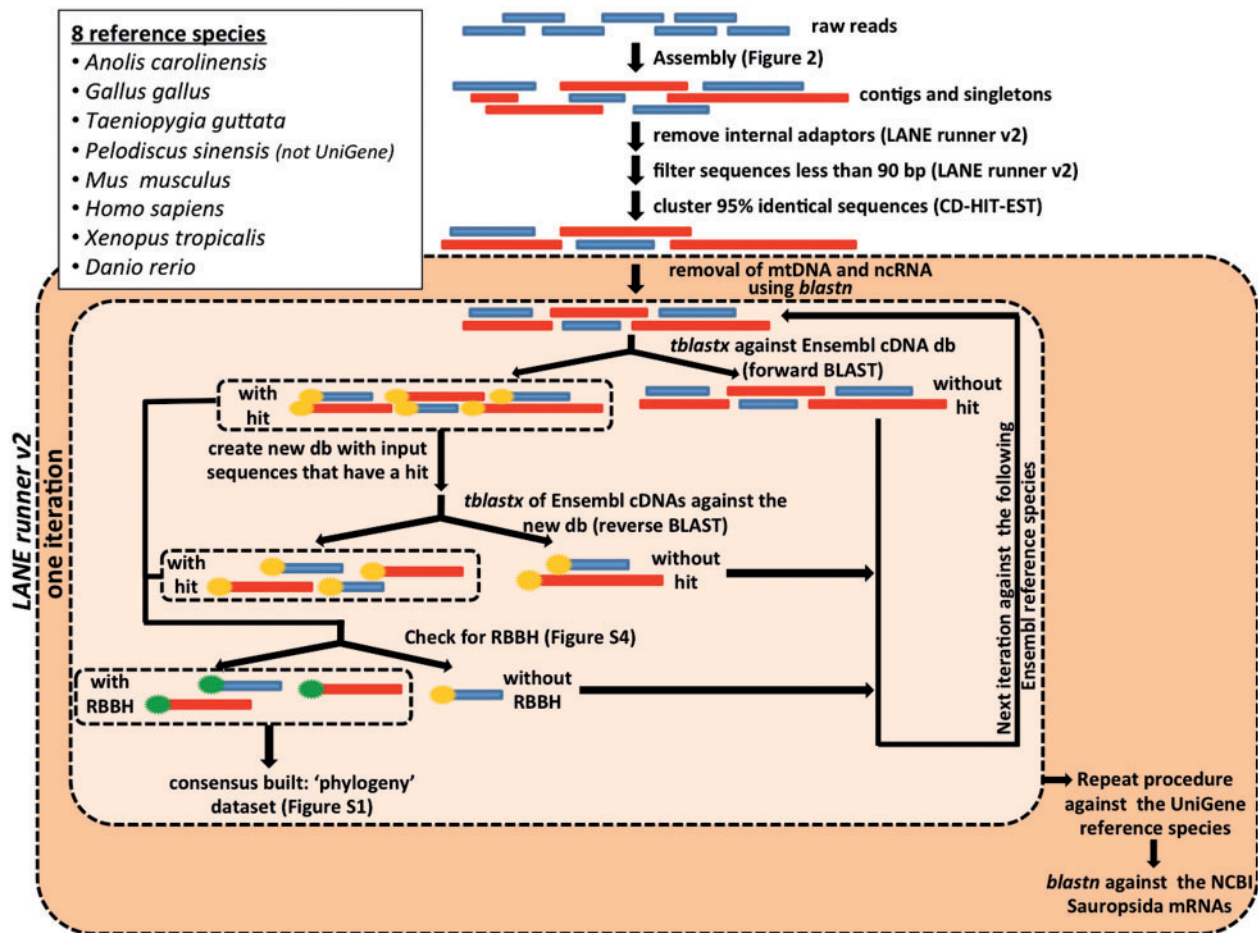 8 reference species
• Anolis carolinensis
• Gallus gallus
• Taeniopygia guttata
• Pelodiscus sinensis (not UniGene)
• Mus musculus
• Homo sapiens
• Xenopus tropicalis
• Danio rerio
raw reads
Assembly (Figure 2)
contigs and singletons
remove internal adaptors (LANE runner v2)
filter sequences less than 90 bp (LANE runner v2)
cluster 95% identical sequences (CD-HIT-EST)
removal of mtDNA and ncRNA
using blastn
tblastx against Ensembl cDNA db
(forward BLAST)
with
hit
without
hit
create new db with input
sequences that have a hit
tblastx of Ensembl cDNAs against the
new db (reverse BLAST)
with
hit
without
hit
Check for RBBH (Figure S4)
with
RBBH
without
RBBH
consensus built: ‘phylogeny’
dataset (Figure S1)
Next iteration against the following
Ensembl reference species
LANE runner v2
one iteration
Repeat procedure
against the UniGene
reference species
blastn against the NCBI
Sauropsida mRNAs